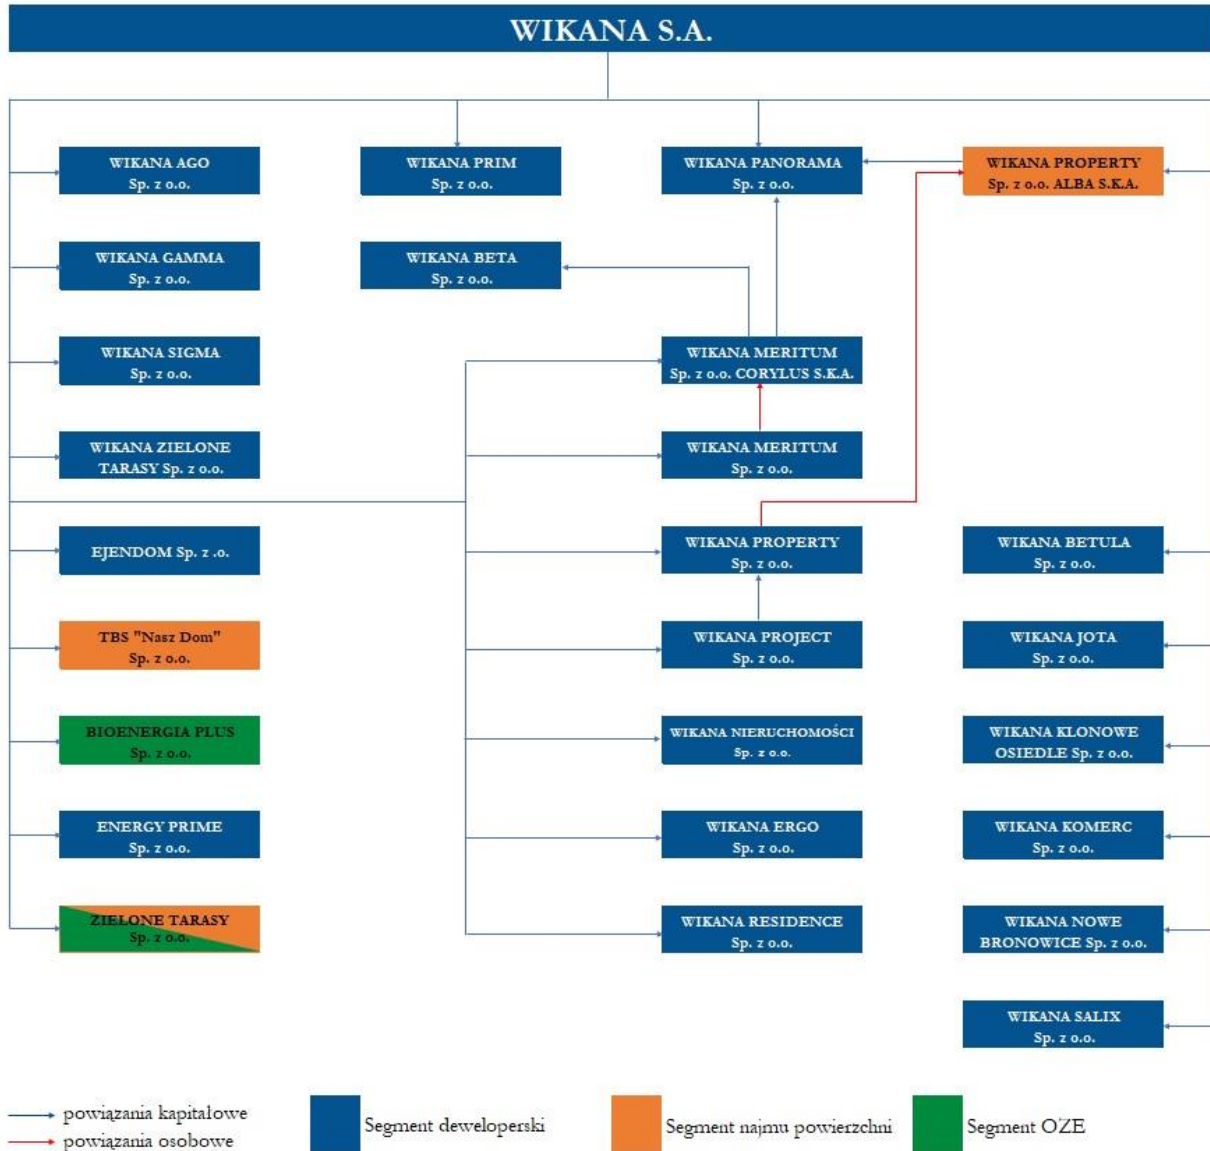 WIKANA S.A.
WIKANA AGO
Sp. z o.o.
WIKANA PRIM
Sp. z o.o.
WIKANA PANORAMA
Sp. z o.o.
WIKANA PROPERTY
Sp. z o.o. ALBA S.K.A.
WIKANA GAMMA
Sp. z o.o.
WIKANA BETA
Sp. z o.o.
WIKANA SIGMA
Sp. z o.o.
WIKANA MERITUM
Sp. z o.o. CORYLUS S.K.A.
WIKANA ZIELONE
TARASY Sp. z o.o.
WIKANA MERITUM
Sp. z o.o.
EJENDOM Sp. z .o.
WIKANA PROPERTY
Sp. z o.o.
WIKANA BETULA
Sp. z o.o.
TBS "Nasz Dom"
Sp. z o.o.
WIKANA PROJECT
Sp. z o.o.
WIKANA JOTA
Sp. z o.o.
BIOENERGIA PLUS
Sp. z o.o.
WIKANA NIERUCHOMOŚCI
Sp. z o.o.
WIKANA KLONOWE
OSIEDLE Sp. z o.o.
ENERGY PRIME
Sp. z o.o.
WIKANA ERGO
Sp. z o.o.
WIKANA KOMERC
Sp. z o.o.
ZIELONE TARASY
Sp. z o.o.
WIKANA RESIDENCE
Sp. z o.o.
WIKANA NOWE
BRONOWICE Sp. z o.o.
WIKANA SALIX
Sp. z o.o.
powiązania kapitałowe
powiązania osobowe
Segment deweloperski
Segment najmu powierzchni
Segment OZE